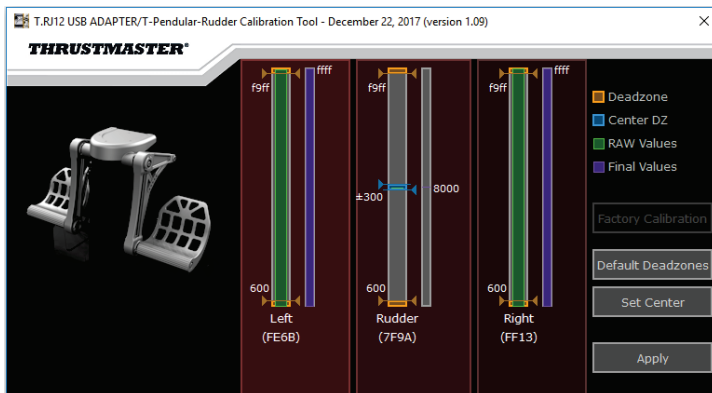 T.RJ12 USB ADAPTER/T-Pendular-Rudder Calibration Tool - December 22, 2017 (version 1.09)
THRUSTMASTER®
ffff
f9ff
600
Left
(FE6B)
f9ff
±300
8000
600
Rudder
(7F9A)
ffff
f9ff
600
Right
(FF13)
Deadzone
Center DZ
RAW Values
Final Values
Factory Calibration
Default Deadzones
Set Center
Apply